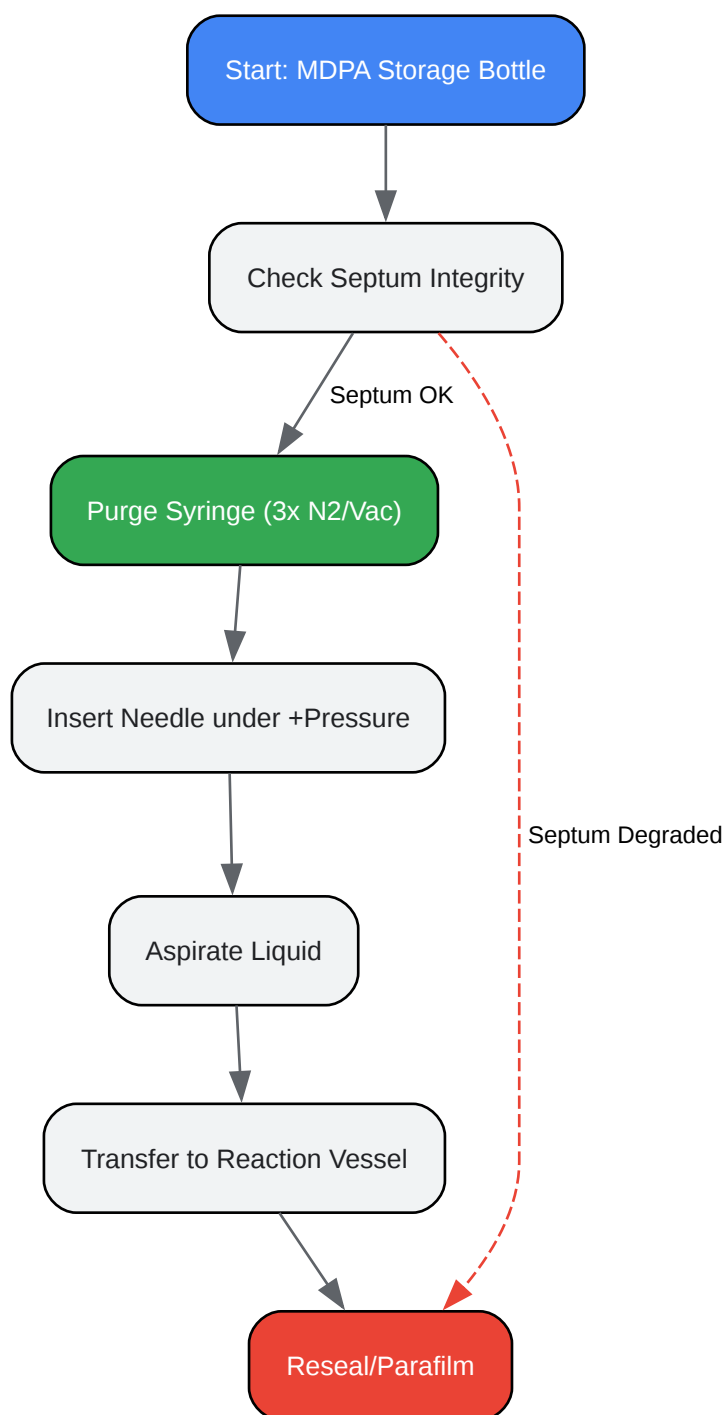 Start: MDPA Storage Bottle
Check Septum Integrity
Septum OK
Purge Syringe (3x N2/Vac)
Insert Needle under +Pressure
Septum Degraded
Aspirate Liquid
Transfer to Reaction Vessel
Reseal/Parafilm